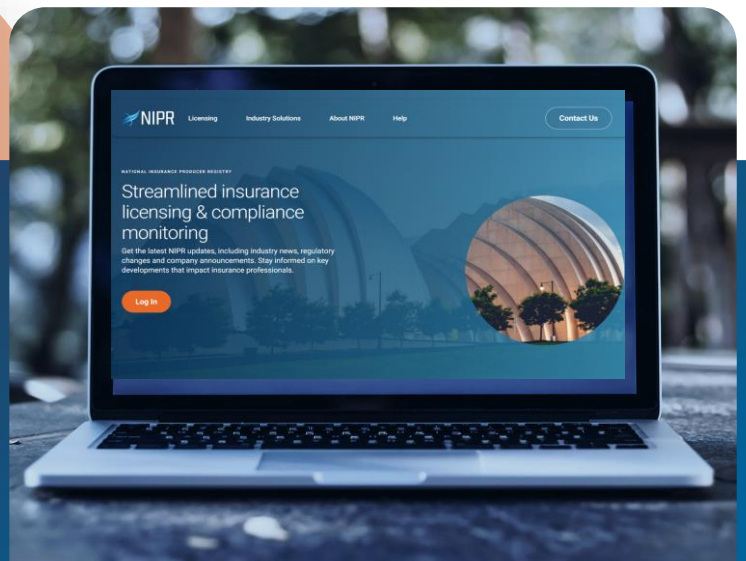 NIPR
Licensing
Industry Solutions
About NIPR
Help
Contact Us
NATIONAL INSURANCE PRODUCER REGISTRY
Streamlined insurance
licensing & compliance
monitoring
Get the latest NIPR updates, including industry news, regulatory
changes and company announcements. Stay informed on key
developments that impact insurance professionals.
Log In